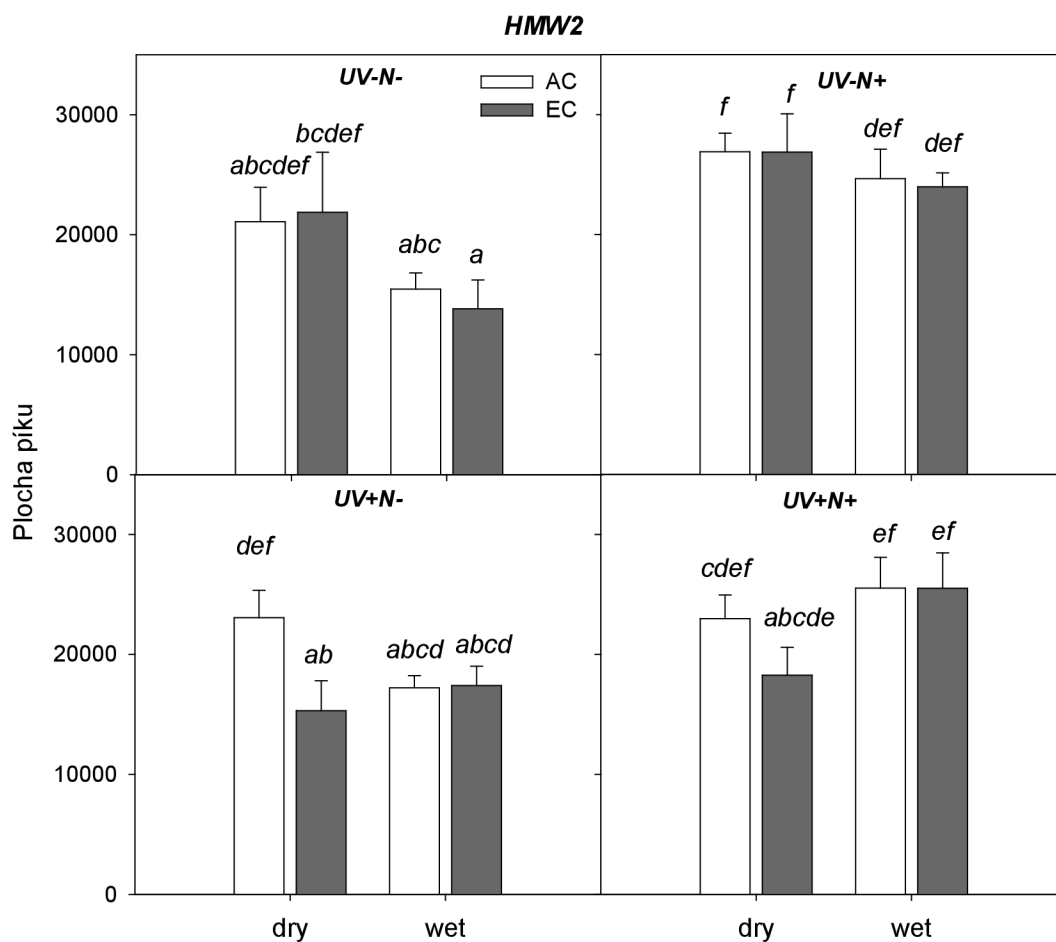 HMW2
UV-N-
AC
EC
UV-N+
30000
20000
10000
0
abcdef
bcdef
abc
a
f
f
def
def
Plocha píku
UV+N-
UV+N+
30000
20000
10000
0
def
ab
abcd
abcd
cdef
abcde
ef
ef
dry
wet
dry
wet